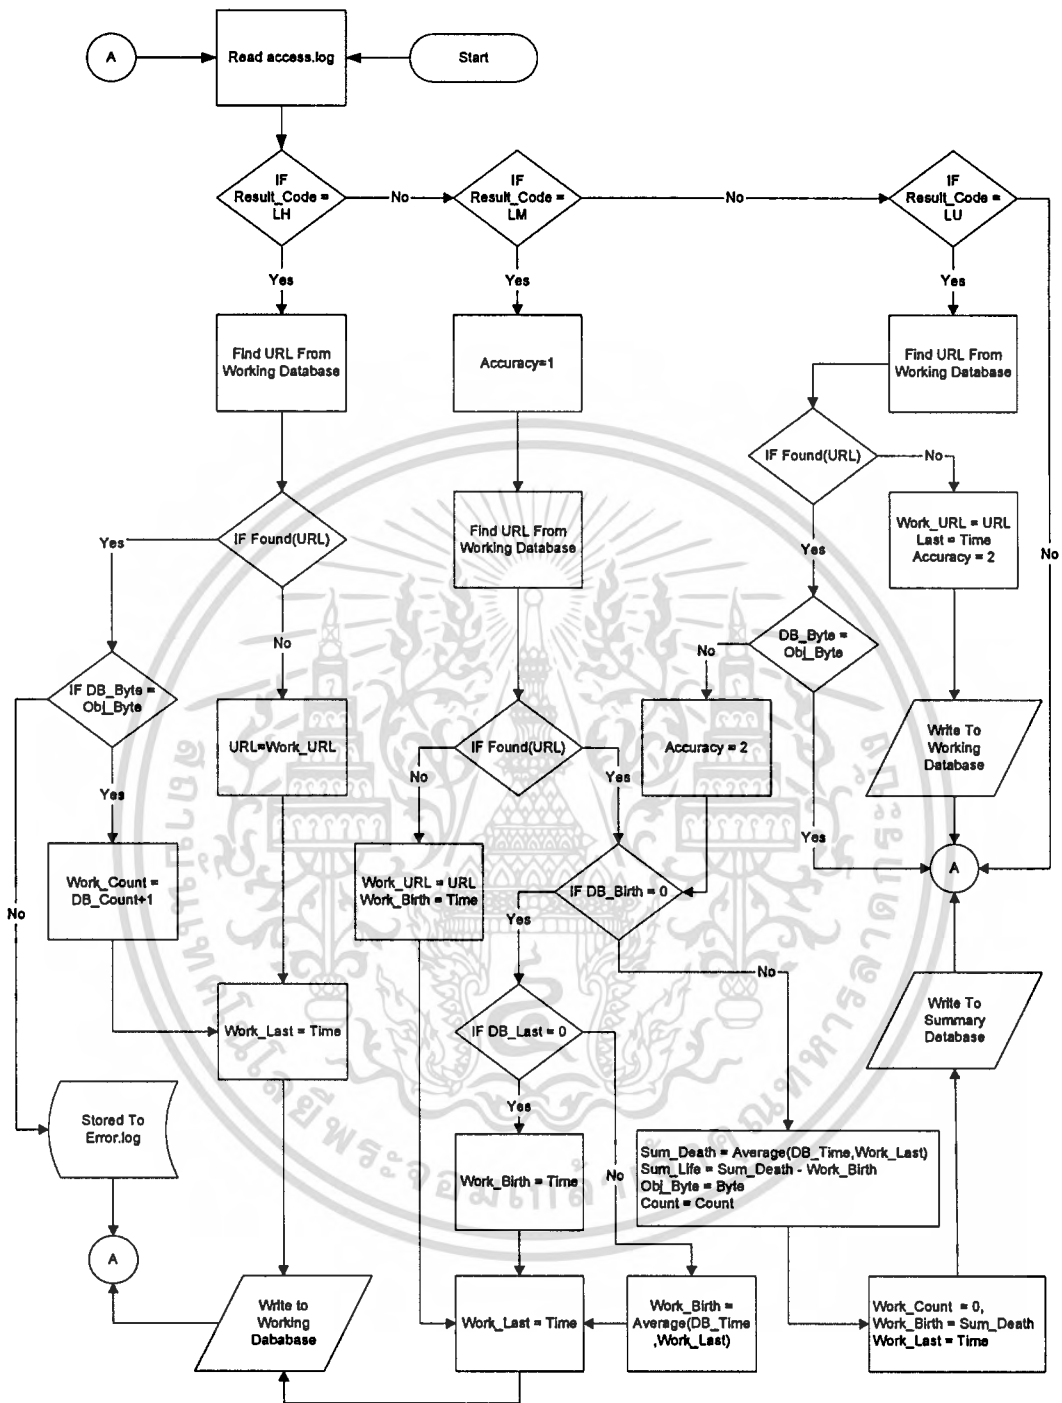 A
Read access.log
Start
IF
Result_Code =
LH
No
IF
Result_Code =
LM
No
IF
Result_Code =
LU
Yes
Yes
Yes
Find URL From
Working Database
Accuracy=1
Find URL From
Working Database
IF Found(URL)
No
Work_URL = URL
Last = Time
Accuracy = 2
No
Find URL From
Working Database
IF Found(URL)
Yes
Yes
No
DB_Byte =
Obj_Byte
No
IF DB_Byte =
Obj_Byte
URL=Work_URL
IF Found(URL)
Accuracy = 2
Write To
Working
Database
No
Yes
Yes
Yes
Work_Count =
DB_Count+1
Work_URL = URL
Work_Birth = Time
IF DB_Birth = 0
A
No
Yes
No
Work_Last = Time
IF DB_Last = 0
Write To
Summary
Database
Stored To
Error.log
Yes
No
Work_Birth = Time
Sum_Death = Average(DB_Time,Work_Last)
Sum_Life = Sum_Death - Work_Birth
Obj_Byte = Byte
Count = Count
A
Write to
Working
Dababase
Work_Last = Time
Work_Birth =
Average(DB_Time
,Work_Last)
Work_Count = 0,
Work_Birth = Sum_Death
Work_Last = Time